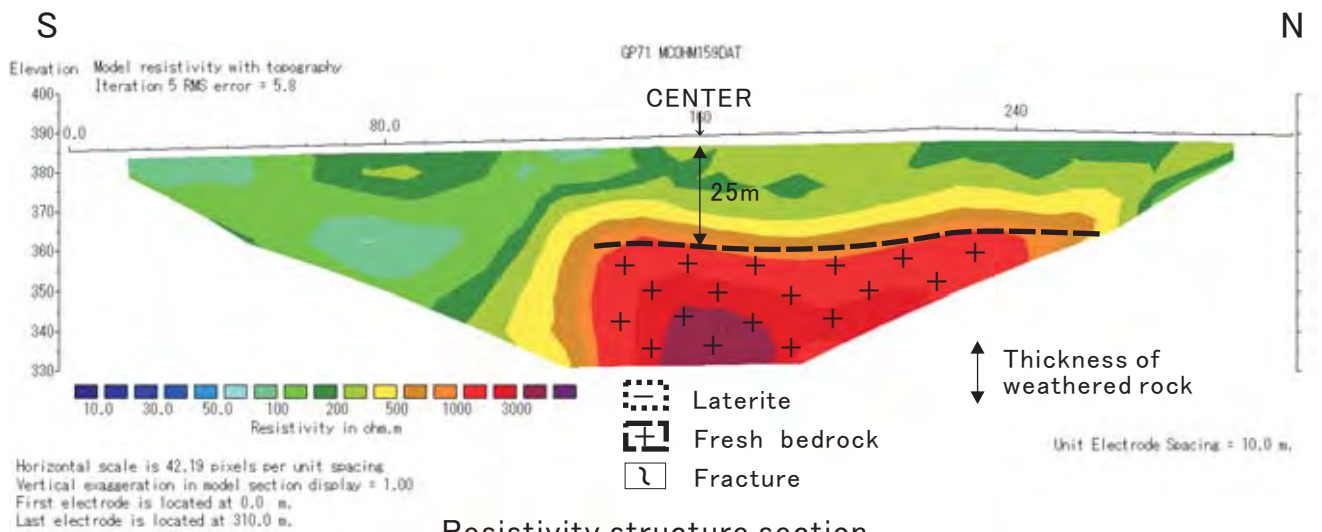 S
N
GP71 MCOHM159DAT
Elevation
Model resistivity with topography
Iteration 5 RMS error = 5.8
CENTER
400
390
380
370
360
350
340
330
0.0
80.0
160
240
25m
10.0 30.0 50.0 100 200 500 1000 3000
Resistivity in ohm.m
Laterite
Fresh bedrock
Fracture
Thickness of
weathered rock
Unit Electrode Spacing = 10.0 m.
Horizontal scale is 42.19 pixels per unit spacing
Vertical exaggeration in model section display = 1.00
First electrode is located at 0.0 m.
Last electrode is located at 310.0 m.
Resistivity structure section